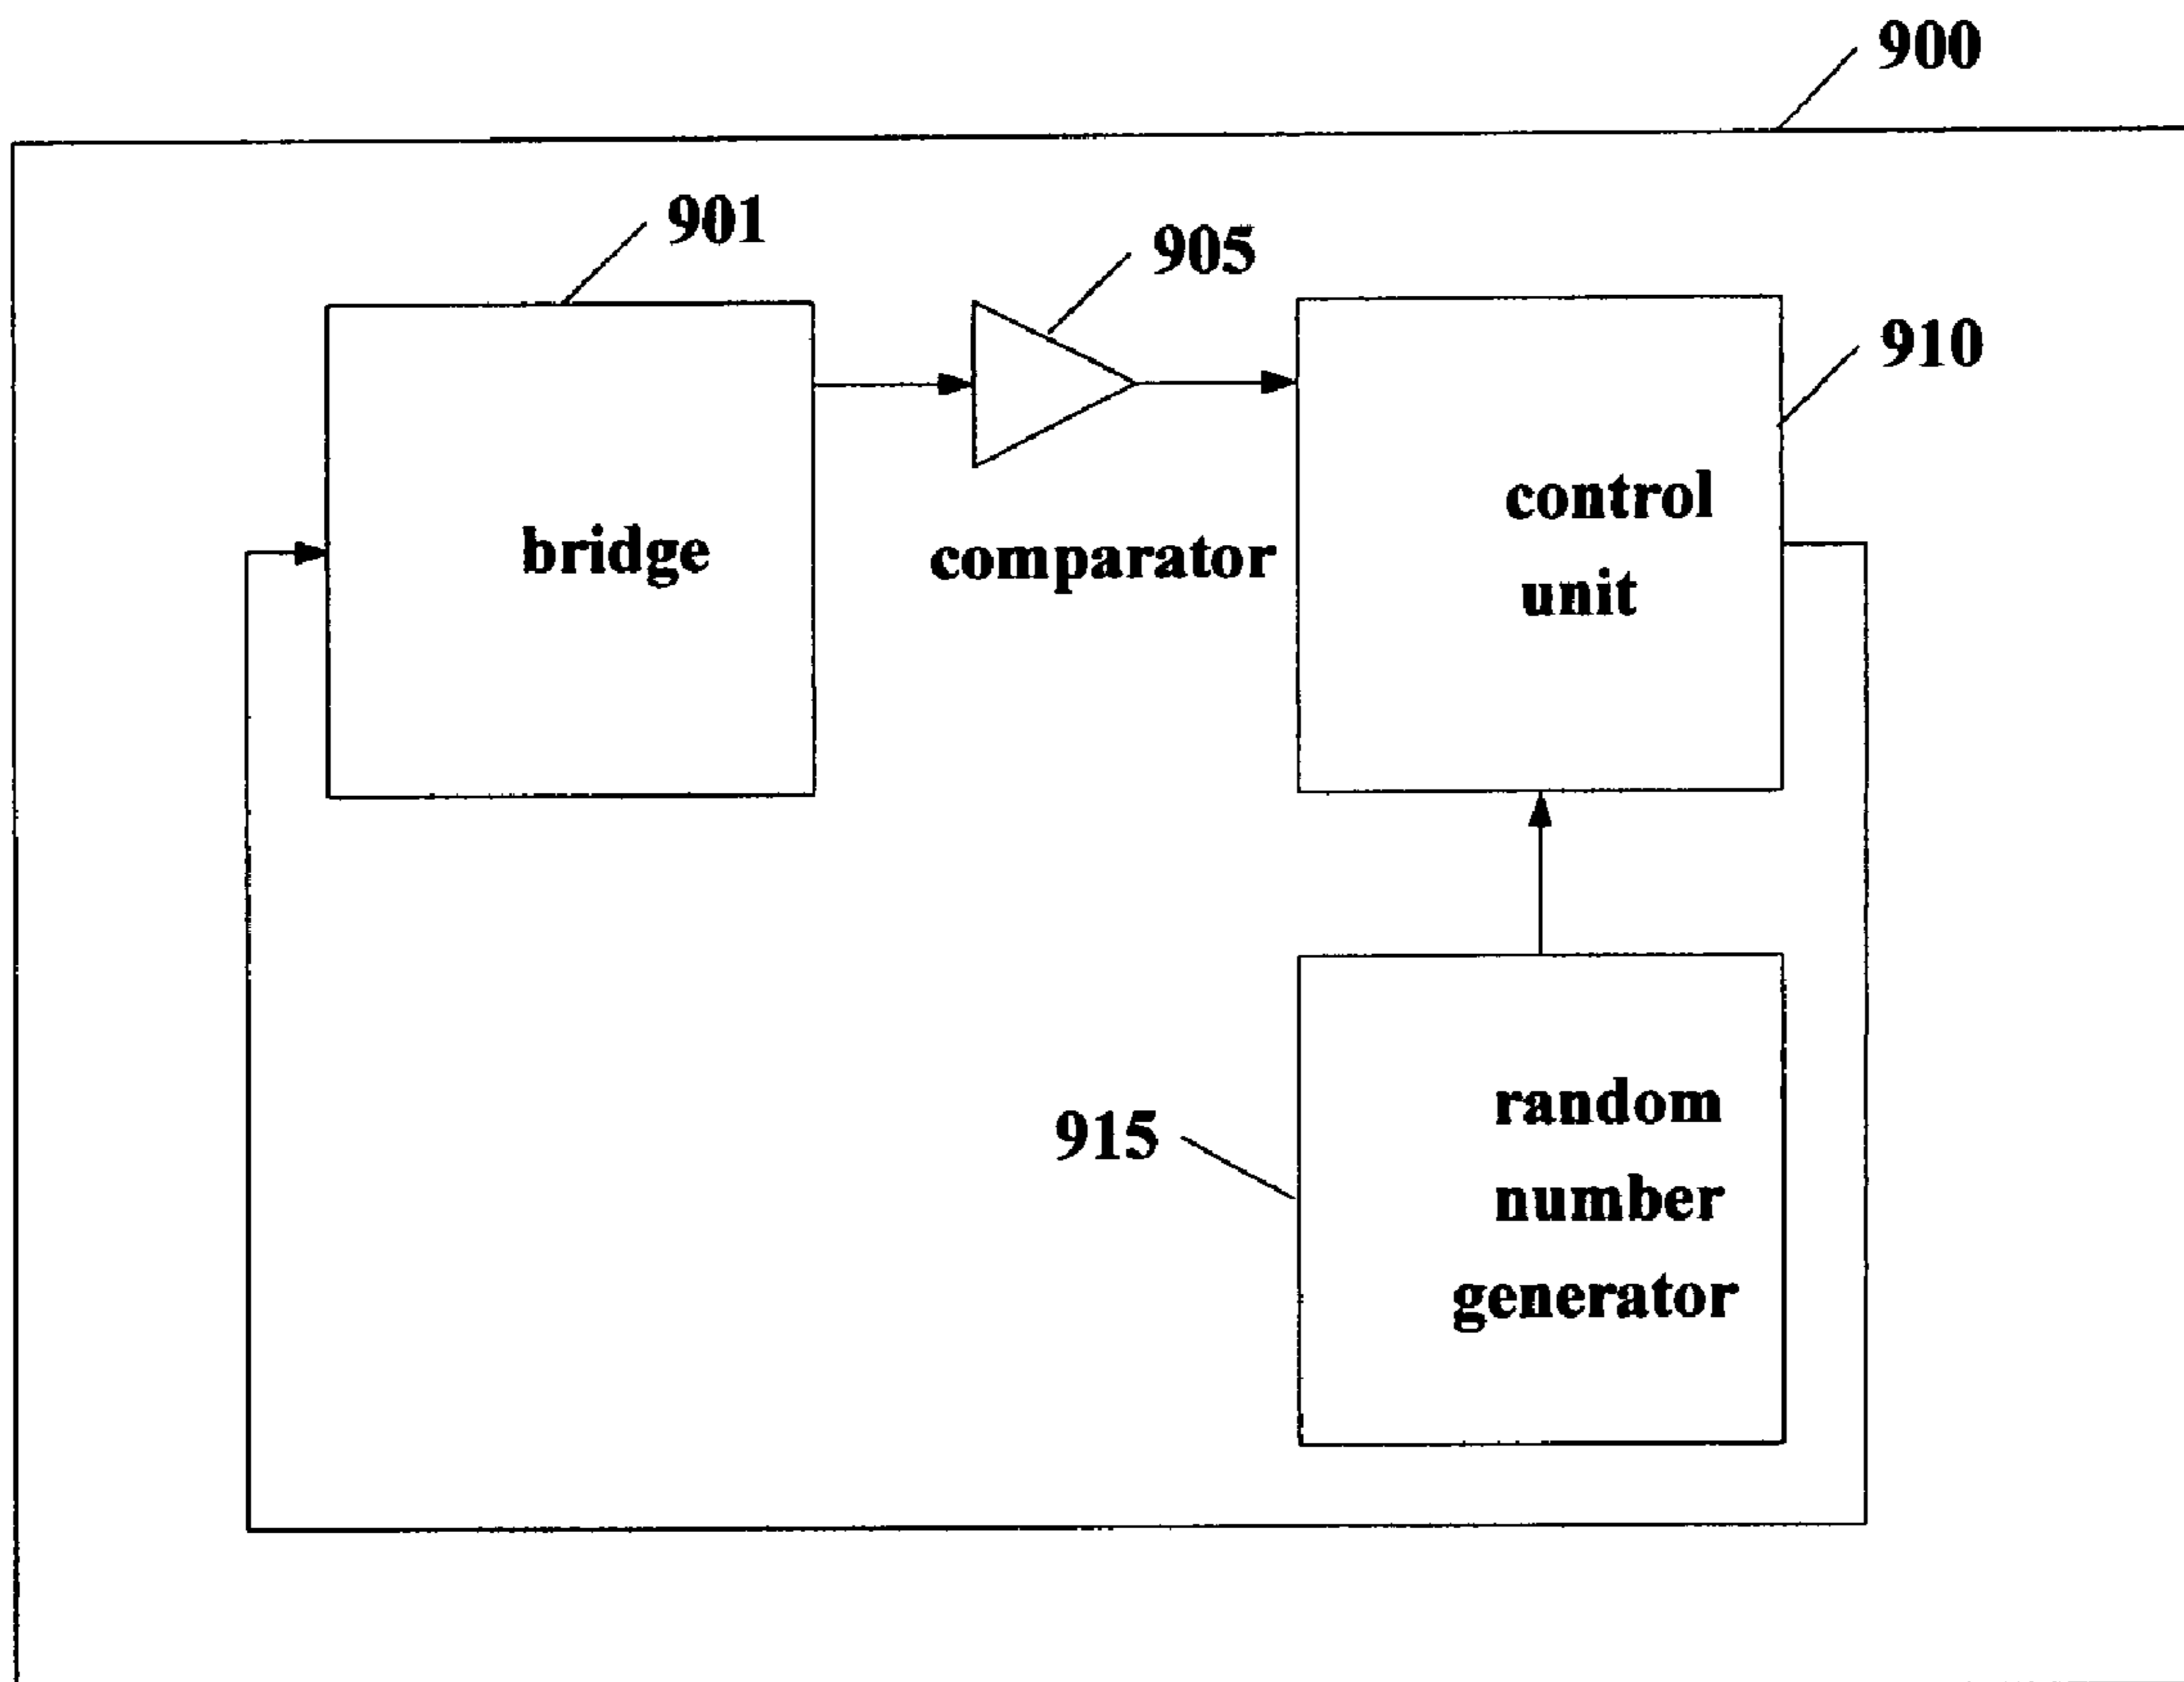 900
901
905
910
bridge
comparator
control
unit
915
random
number
generator